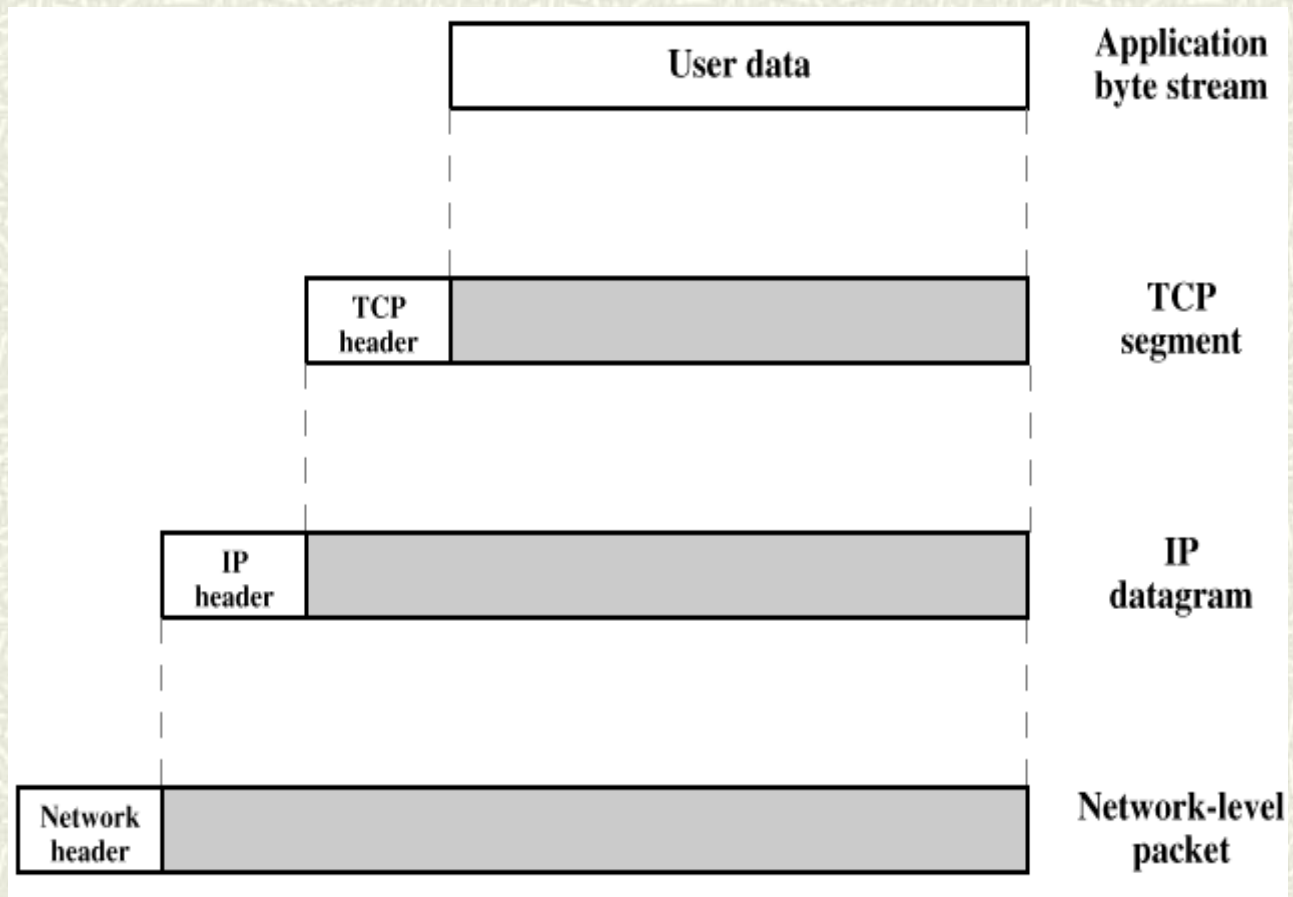 User data
Application
byte stream
TCP
header
TCP
segment
IP
header
IP
datagram
Network
header
Network-level
packet